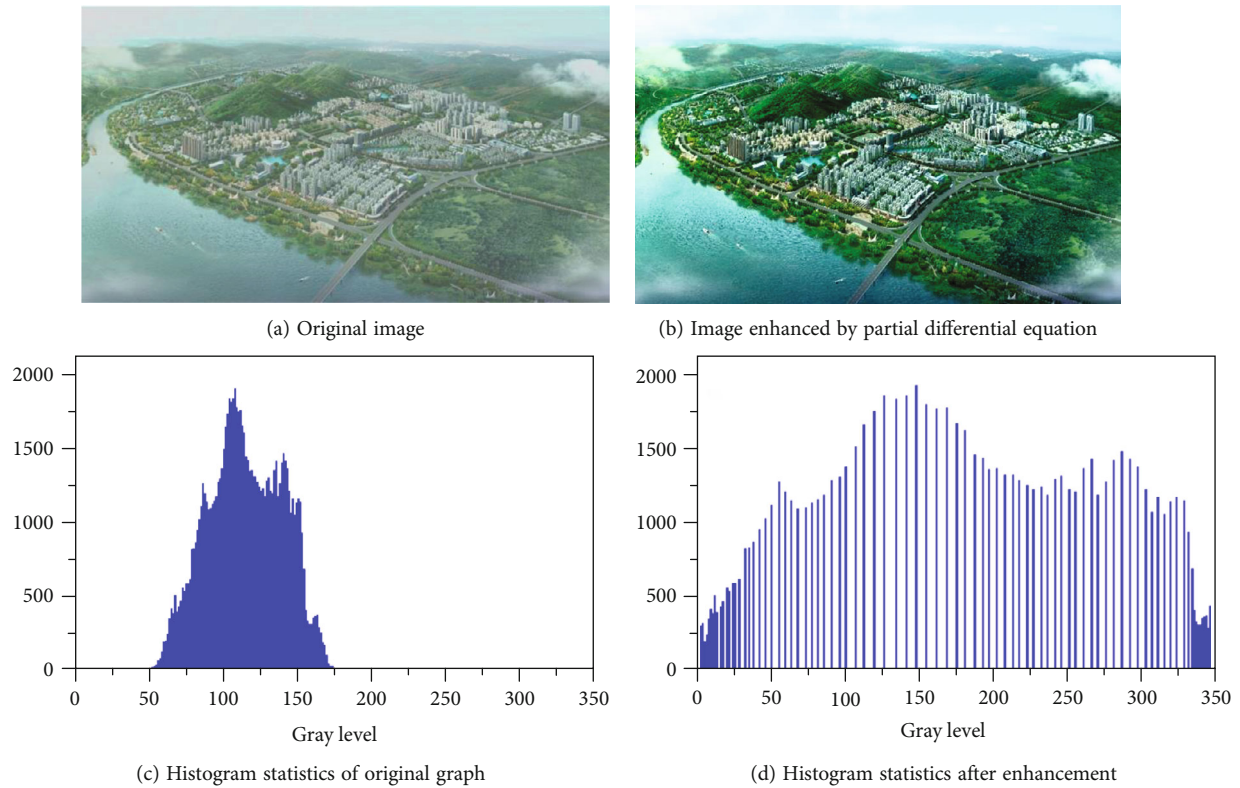 (a) Original image
(b) Image enhanced by partial differential equation
2000
1500
1000
500
0
0 50 100 150 200 250 300 350
Gray level
(c) Histogram statistics of original graph
2000
1500
1000
500
0
0 50 100 150 200 250 300 350
Gray level
(d) Histogram statistics after enhancement